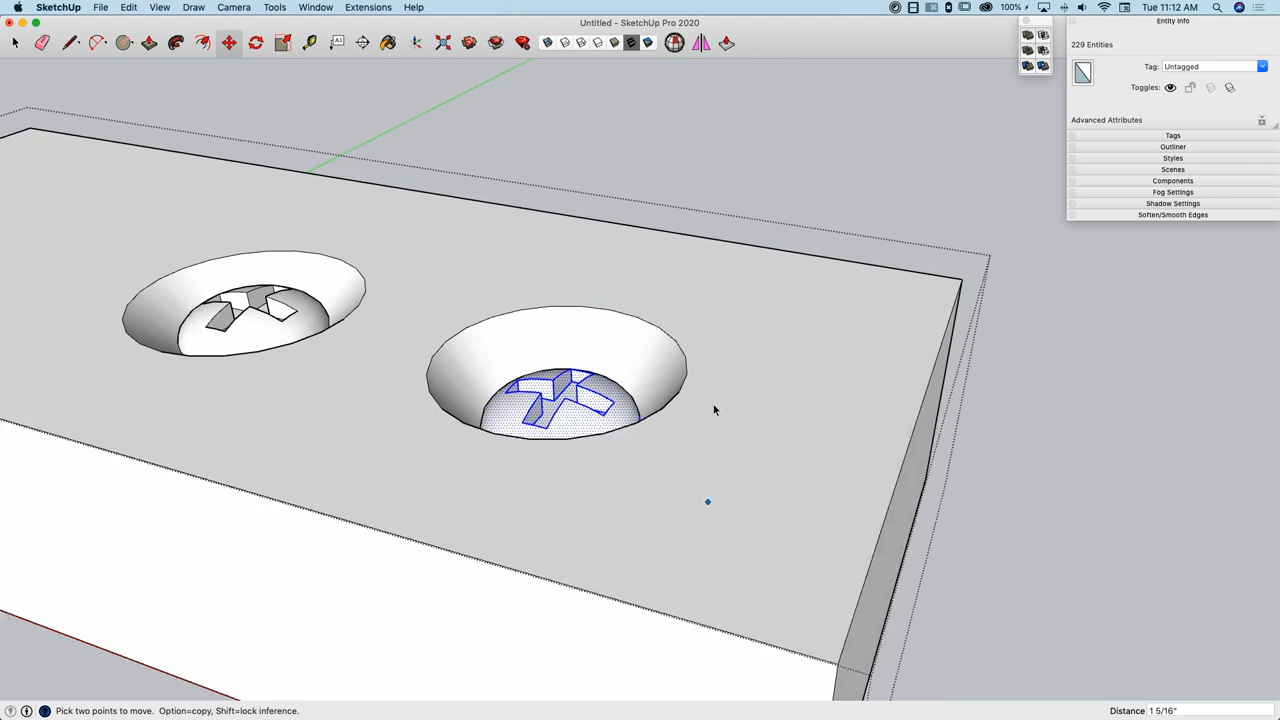 SketchUp File Edit View Draw Camera Tools Window Extensions Help
100% Tue 11:12 AM
Untitled - SketchUp Pro 2020
Entity Info
229 Entities
Tag: Untagged
Toggles:
Advanced Attributes
Tags
Outliner
Styles
Scenes
Components
Fog Settings
Shadow Settings
Soften/Smooth Edges
Pick two points to move. Option=copy, Shift=lock inference.
Distance 1 5/16"